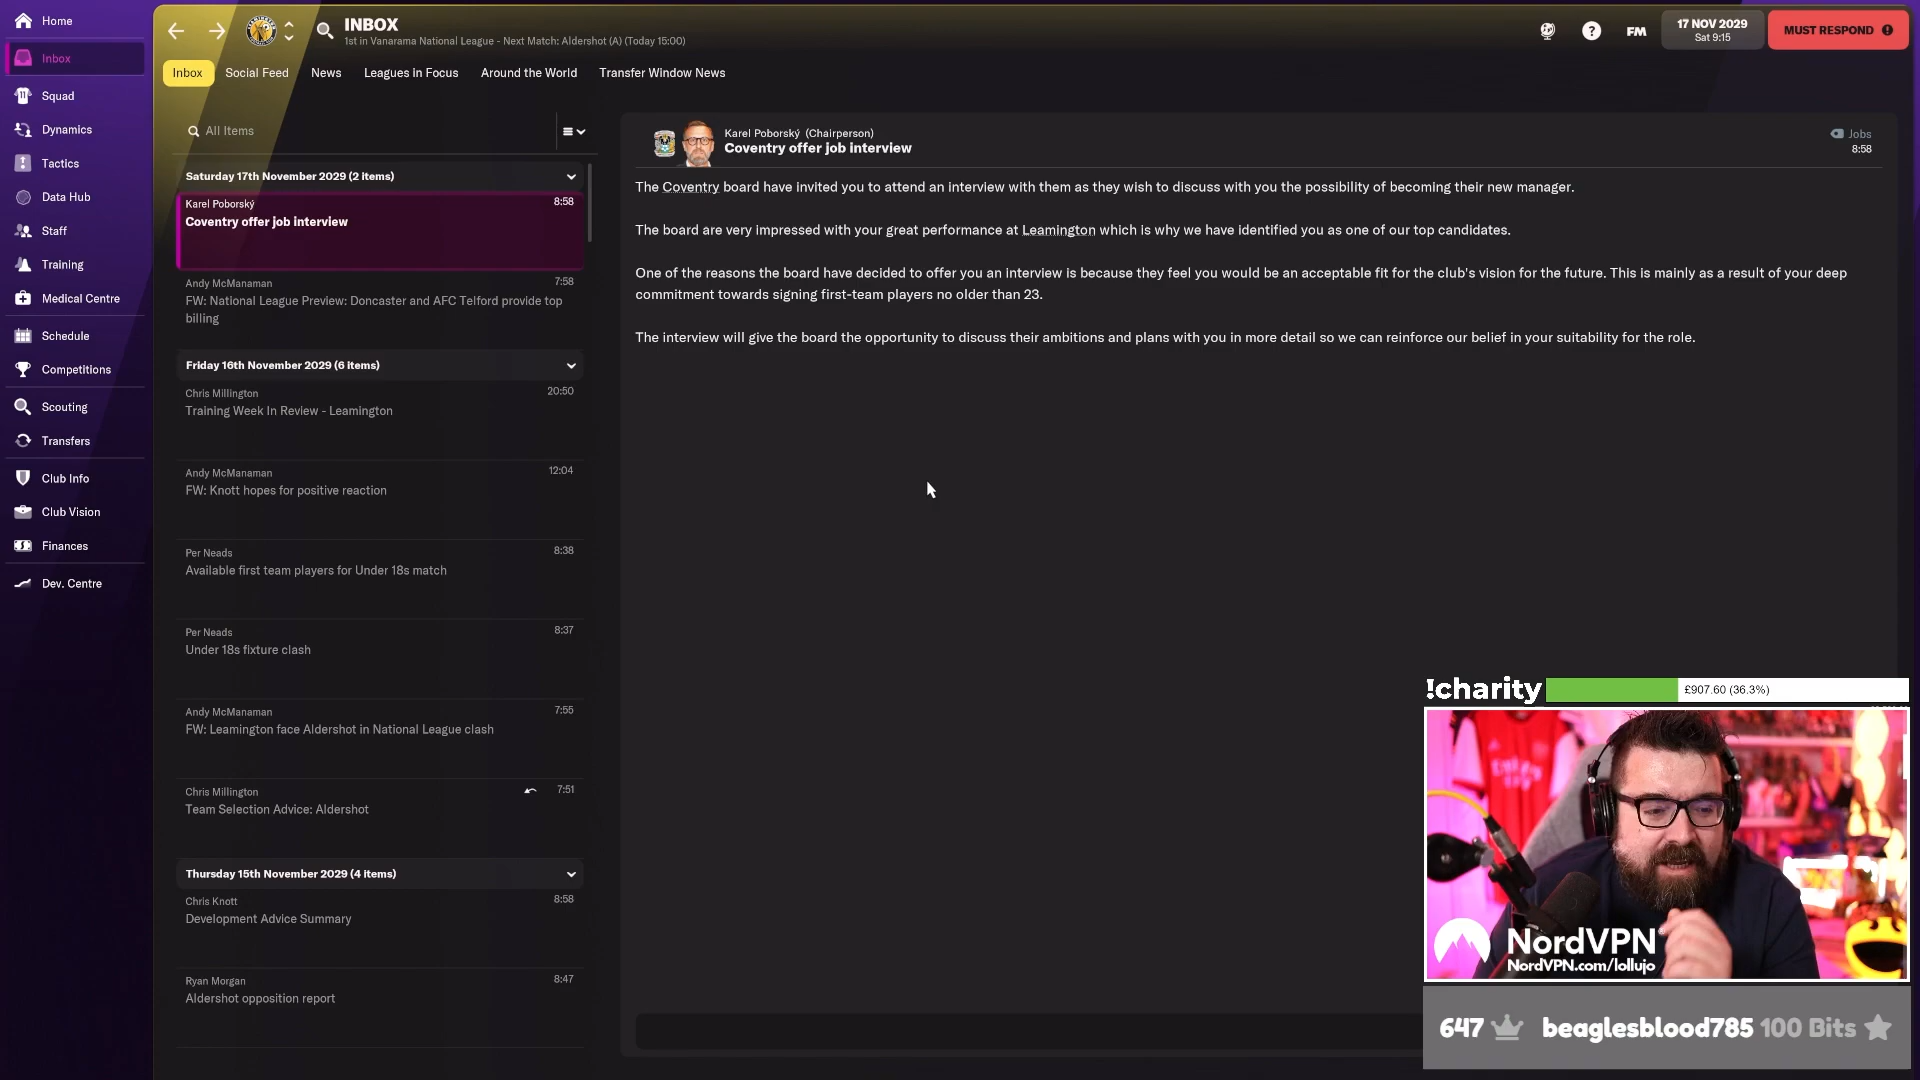 Home
Inbox
Squad
Dynamics
Tactics
Data Hub
Staff
Training
Medical Centre
Schedule
Competitions
Scouting
Transfers
Club Info
Club Vision
Finances
Dev. Centre
INBOX
1st in Vanarama National League - Next Match: Aldershot (A) (Today 15:00)
FM
17 NOV 2029
Sat 9:15
MUST RESPOND
Inbox Social Feed News Leagues in Focus Around the World Transfer Window News
All Items
Saturday 17th November 2029 (2 items)
Karel Poborský 8:58
Coventry offer job interview
Andy McManaman 7:58
FW: National League Preview: Doncaster and AFC Telford provide top
billing
Friday 16th November 2029 (6 items)
Chris Millington 20:50
Training Week In Review - Leamington
Andy McManaman 12:04
FW: Knott hopes for positive reaction
Per Neads 8:38
Available first team players for Under 18s match
Per Neads 8:37
Under 18s fixture clash
Andy McManaman 7:55
FW: Leamington face Aldershot in National League clash
Chris Millington 7:51
Team Selection Advice: Aldershot
Thursday 15th November 2029 (4 items)
Chris Knott 8:58
Development Advice Summary
Ryan Morgan 8:47
Aldershot opposition report
Karel Poborský (Chairperson)
Coventry offer job interview
Jobs
8:58
The Coventry board have invited you to attend an interview with them as they wish to discuss with you the possibility of becoming their new manager.
The board are very impressed with your great performance at Leamington which is why we have identified you as one of our top candidates.
One of the reasons the board have decided to offer you an interview is because they feel you would be an acceptable fit for the club's vision for the future. This is mainly as a result of your deep
commitment towards signing first-team players no older than 23.
The interview will give the board the opportunity to discuss their ambitions and plans with you in more detail so we can reinforce our belief in your suitability for the role.
!charity £907.60 (36.3%)
NordVPN
NordVPN.com/lollujo
647 beaglesblood785 100 Bits